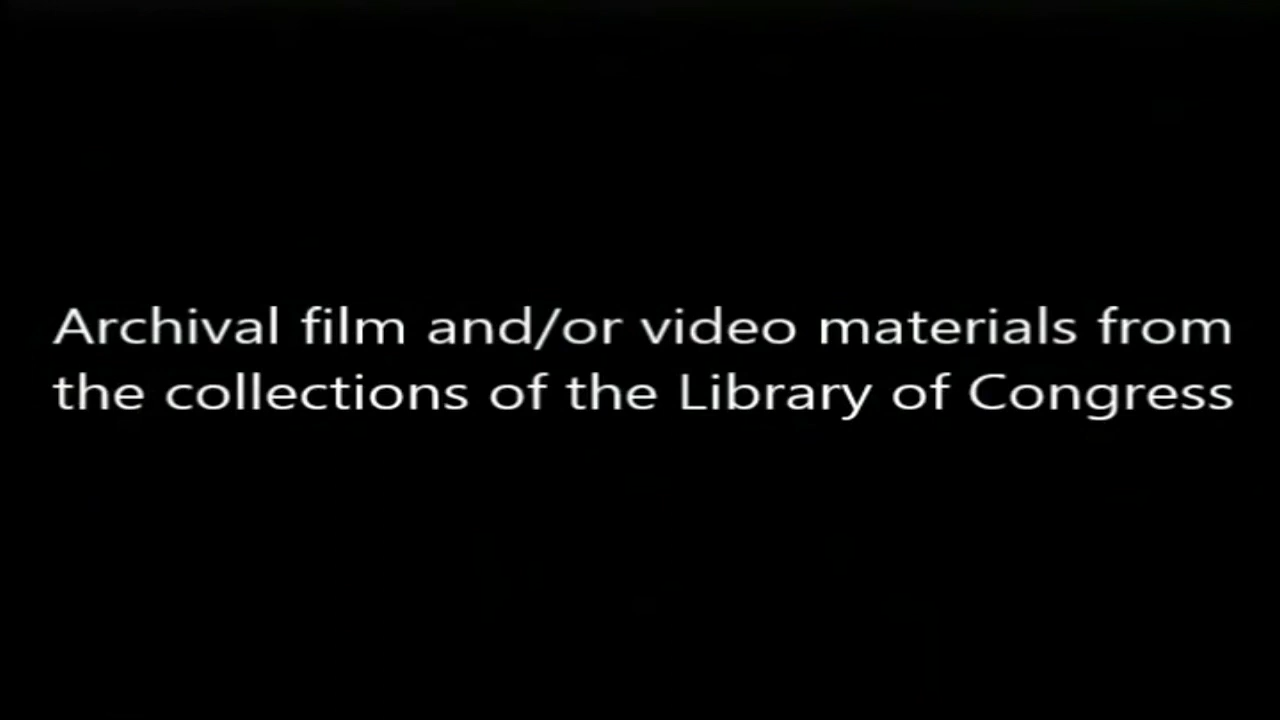 Archival film and/or video materials from
the collections of the Library of Congress